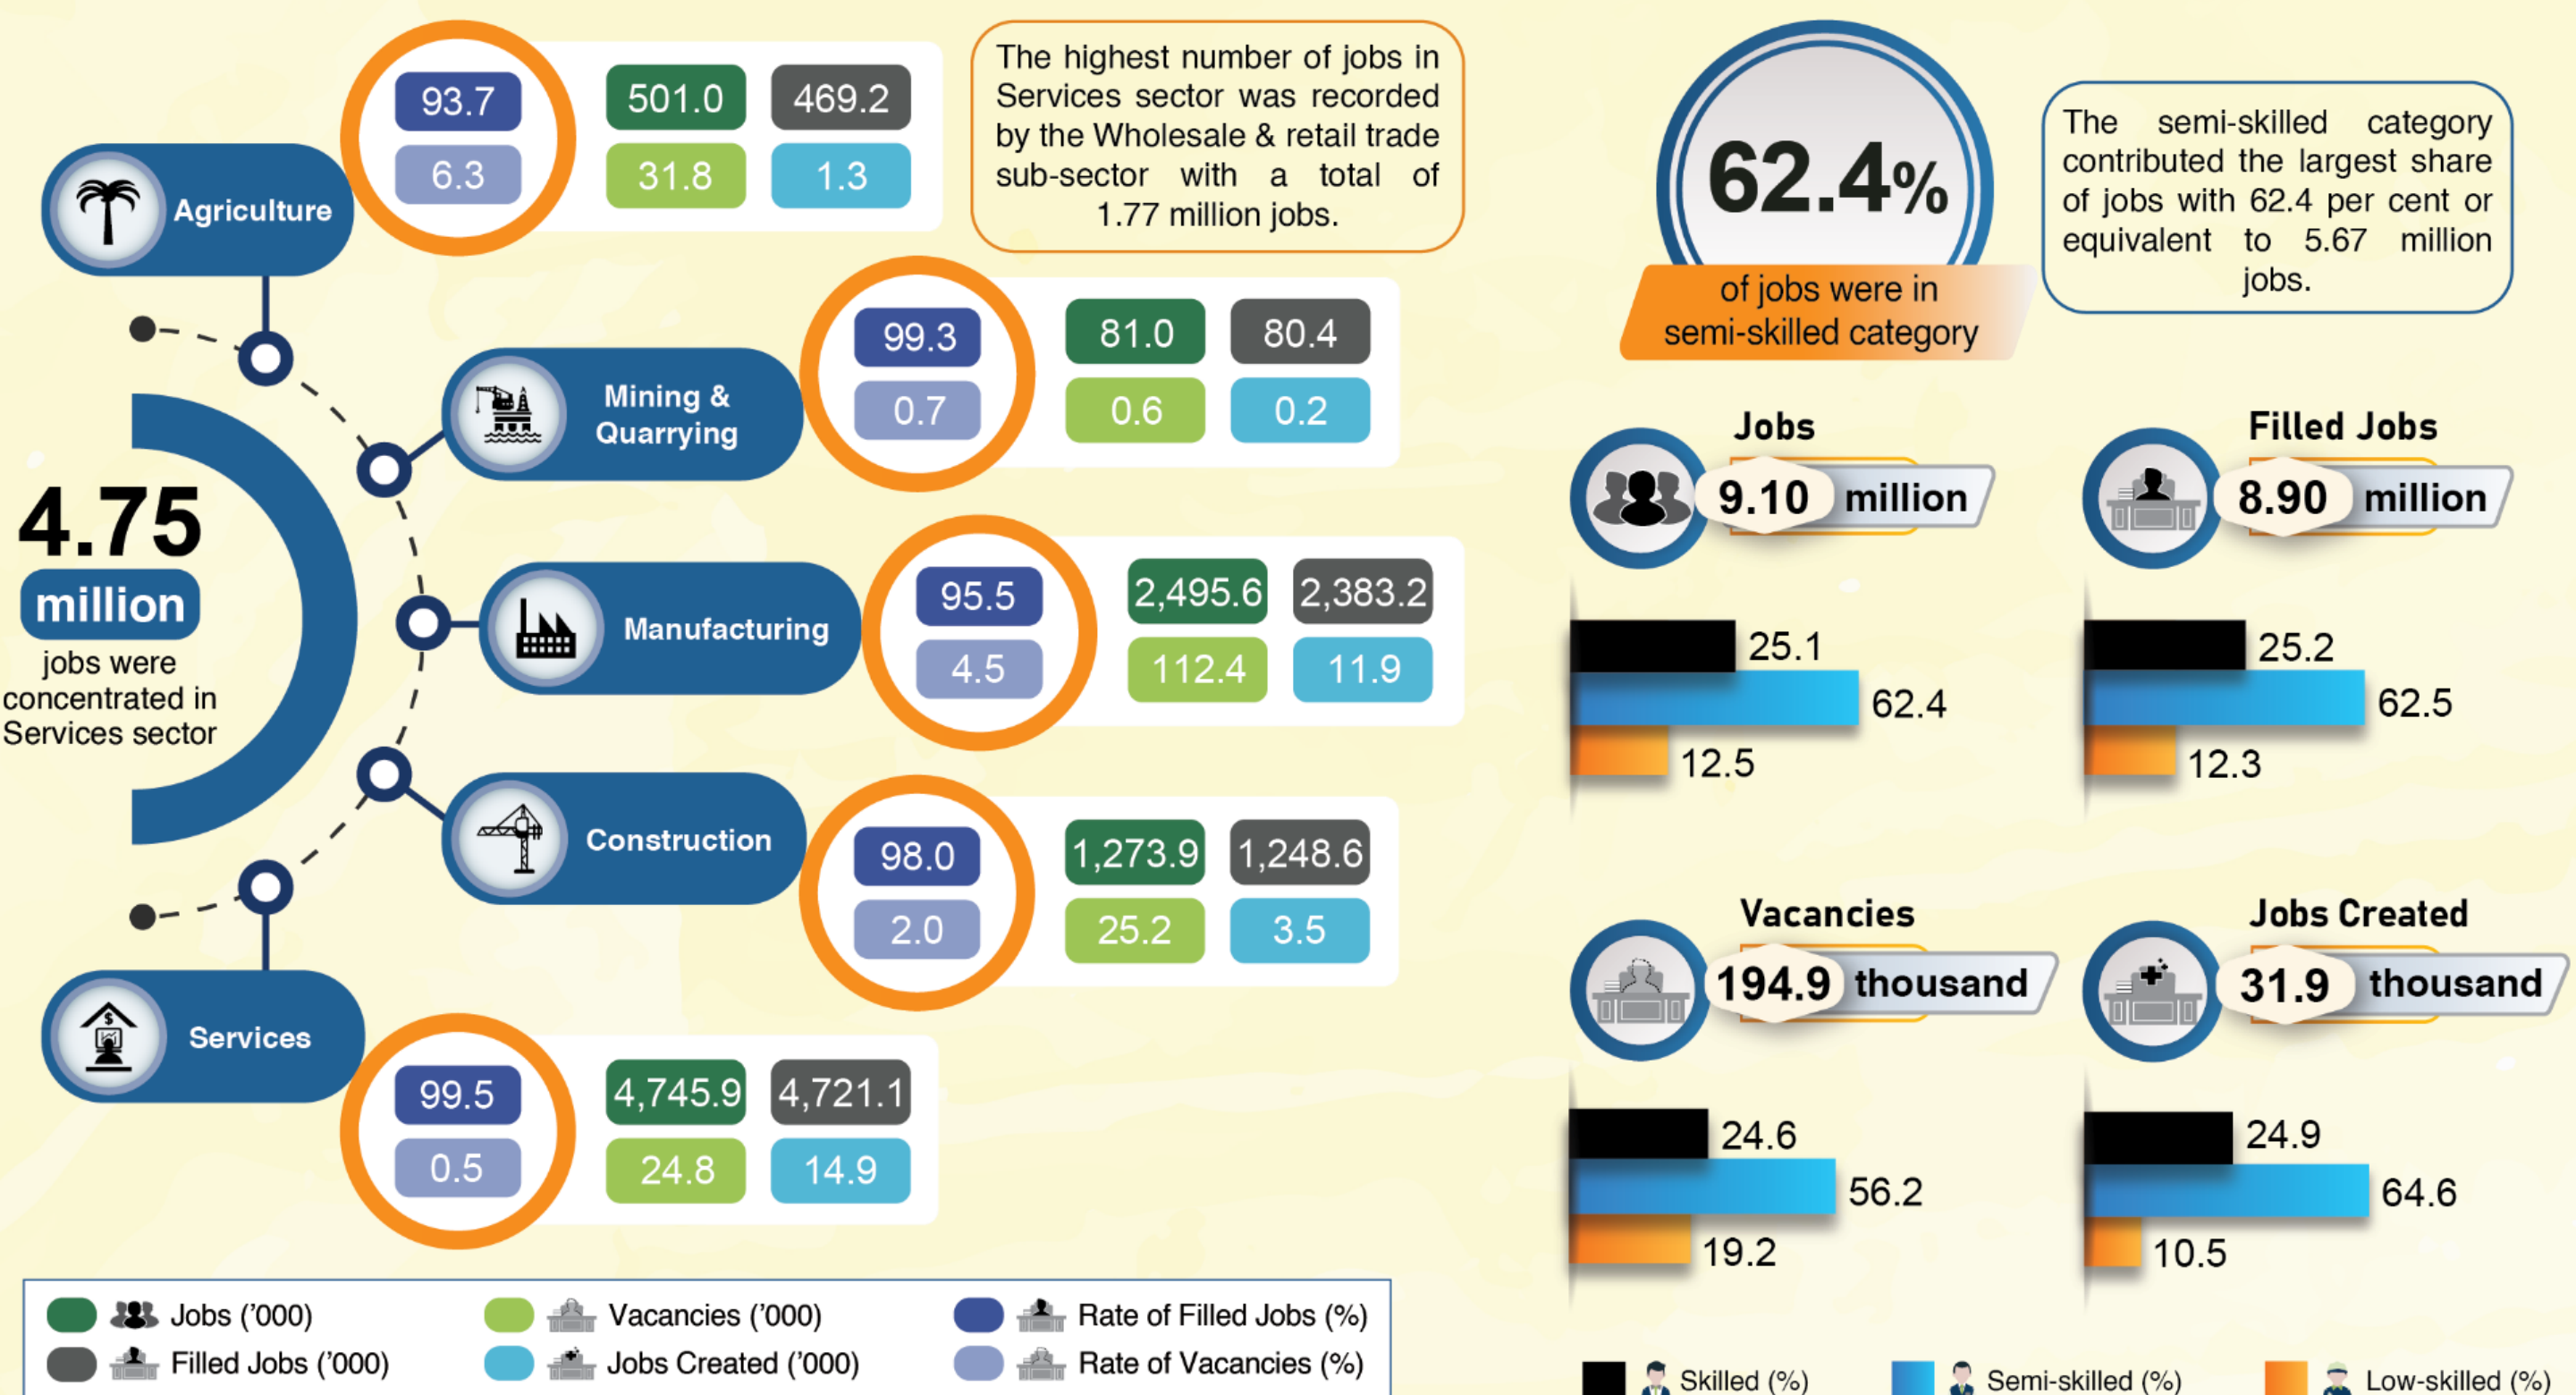 93.7
6.3
501.0
469.2
31.8
1.3
Agriculture
The highest number of jobs in
Services sector was recorded
by the Wholesale & retail trade
sub-sector with a total of
1.77 million jobs.
99.3
0.7
81.0
80.4
0.6
0.2
Mining &
Quarrying
4.75
million
jobs were
concentrated in
Services sector
95.5
4.5
2,495.6
2,383.2
112.4
11.9
Manufacturing
98.0
2.0
1,273.9
1,248.6
25.2
3.5
Construction
Services
99.5
0.5
4,745.9
4,721.1
24.8
14.9
Jobs ('000)
Vacancies ('000)
Rate of Filled Jobs (%)
Filled Jobs ('000)
Jobs Created ('000)
Rate of Vacancies (%)
62.4%
of jobs were in
semi-skilled category
The semi-skilled category
contributed the largest share
of jobs with 62.4 per cent or
equivalent to 5.67 million
jobs.
Jobs
9.10 million
25.1
62.4
12.5
Filled Jobs
8.90 million
25.2
62.5
12.3
Vacancies
194.9 thousand
24.6
56.2
19.2
Jobs Created
31.9 thousand
24.9
64.6
10.5
Skilled (%)
Semi-skilled (%)
Low-skilled (%)